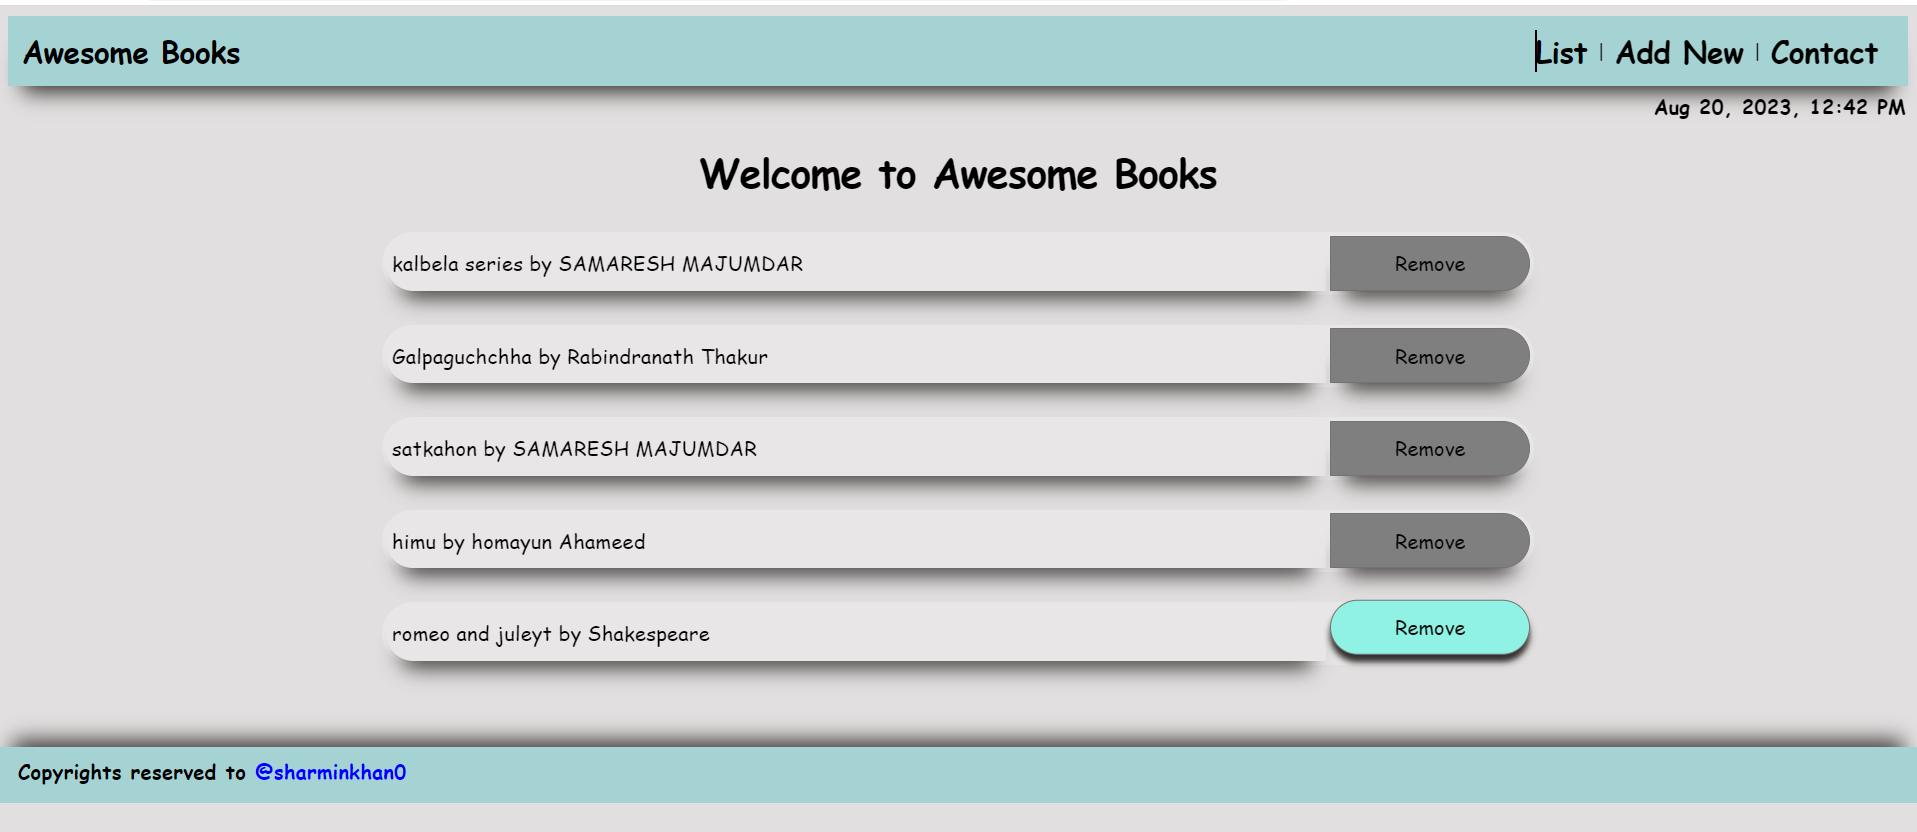 Awesome Books List | Add New | Contact
Aug 20, 2023, 12:42 PM
Welcome to Awesome Books
kalbela series by SAMARESH MAJUMDAR Remove
Galpaguchchha by Rabindranath Thakur Remove
satkahon by SAMARESH MAJUMDAR Remove
himu by homayun Ahameed Remove
romeo and juleyt by Shakespeare Remove
Copyrights reserved to @sharminkhan0